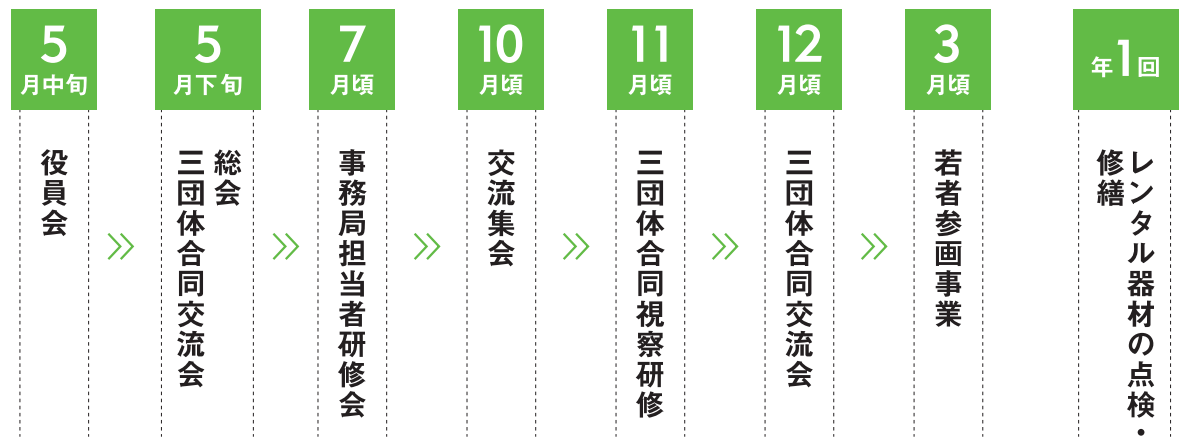 5
月中旬
役員会
5
月下旬
総会
三団体合同交流会
7
月頃
事務局担当者研修会
10
月頃
交流集会
11
月頃
三団体合同視察研修
12
月頃
三団体合同交流会
3
月頃
若者参画事業
年1回
レンタル器材の点検・
修繕